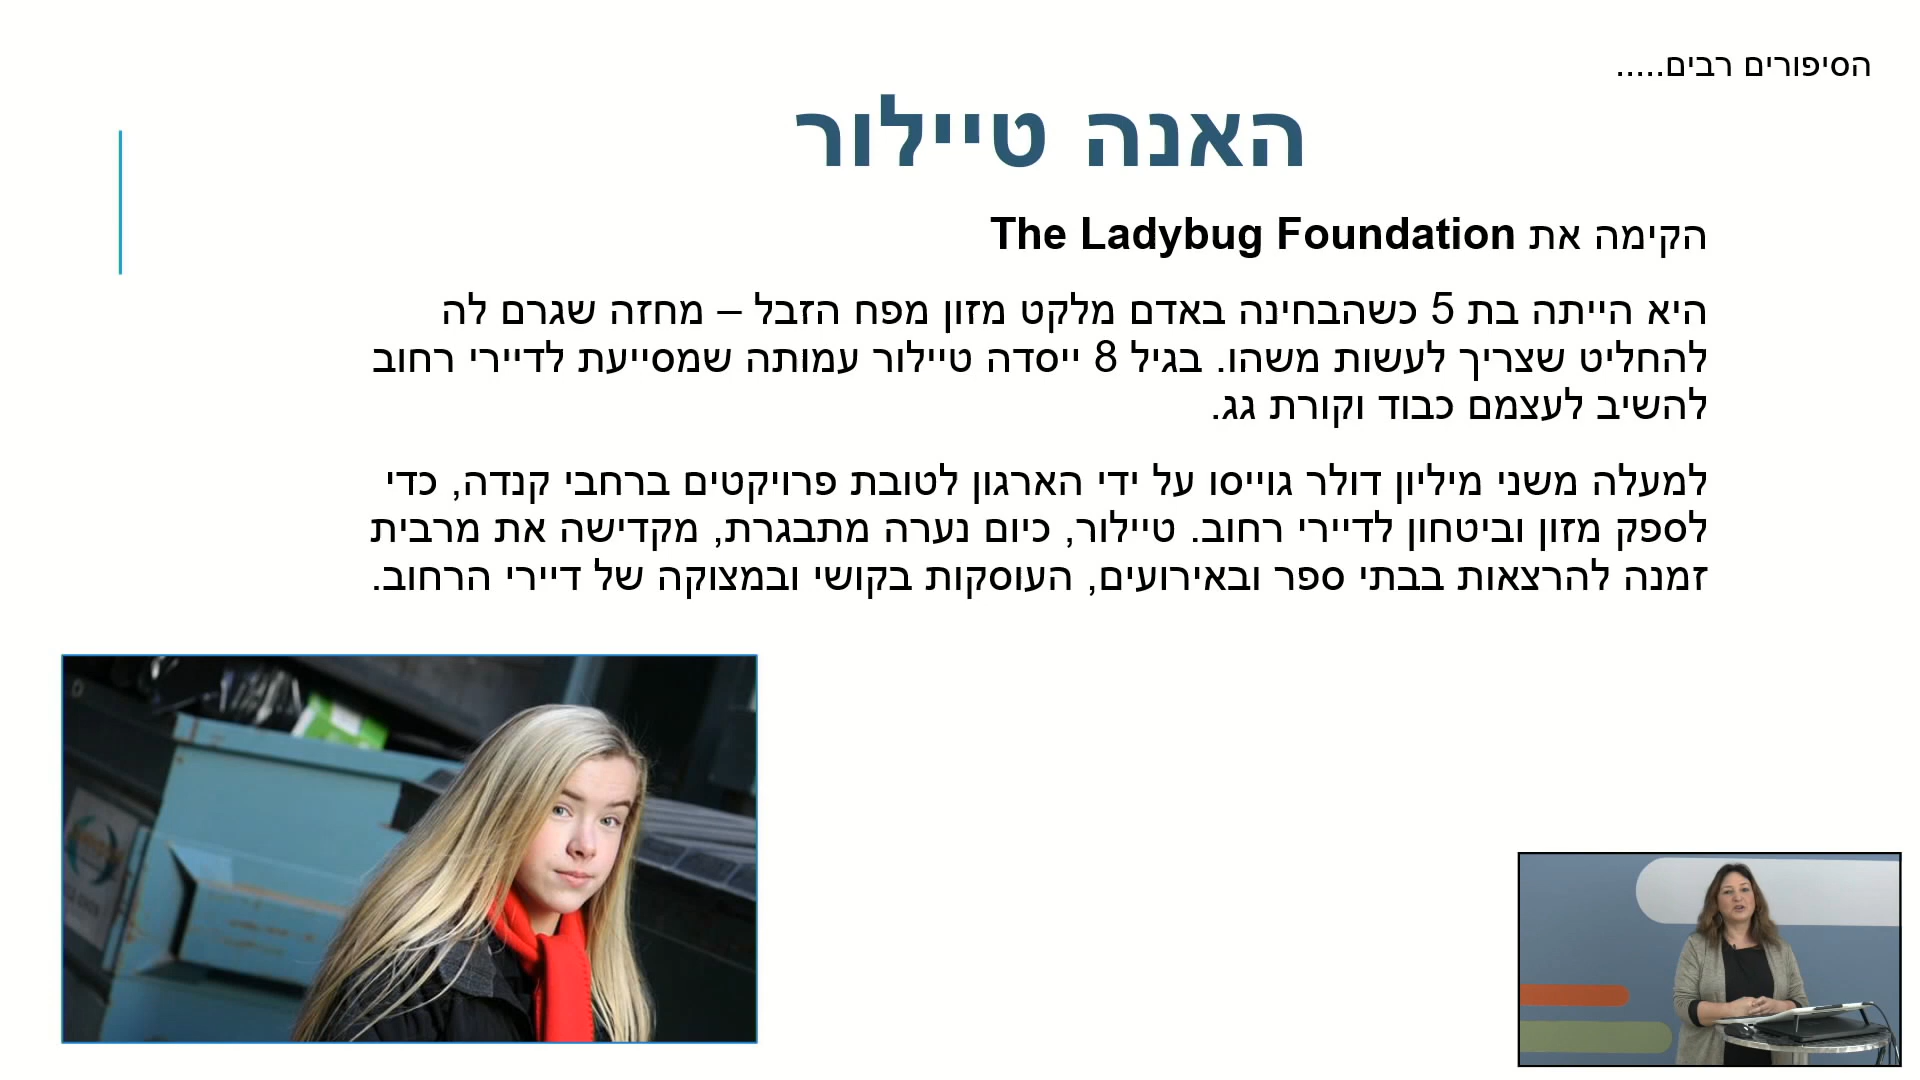 הסיפורים רבים.....
האנה טיילור
הקימה את The Ladybug Foundation
היא הייתה בת 5 כשהבחינה באדם מלקט מזון מפח הזבל – מחזה שגרם לה
להחליט שצריך לעשות משהו. בגיל 8 ייסדה טיילור עמותה שמסייעת לדיירי רחוב
להשיב לעצמם כבוד וקורת גג.
למעלה משני מיליון דולר גוייסו על ידי הארגון לטובת פרויקטים ברחבי קנדה, כדי
לספק מזון וביטחון לדיירי רחוב. טיילור, כיום נערה מתבגרת, מקדישה את מרבית
זמנה להרצאות בבתי ספר ובאירועים, העוסקות בקושי ובמצוקה של דיירי הרחוב.